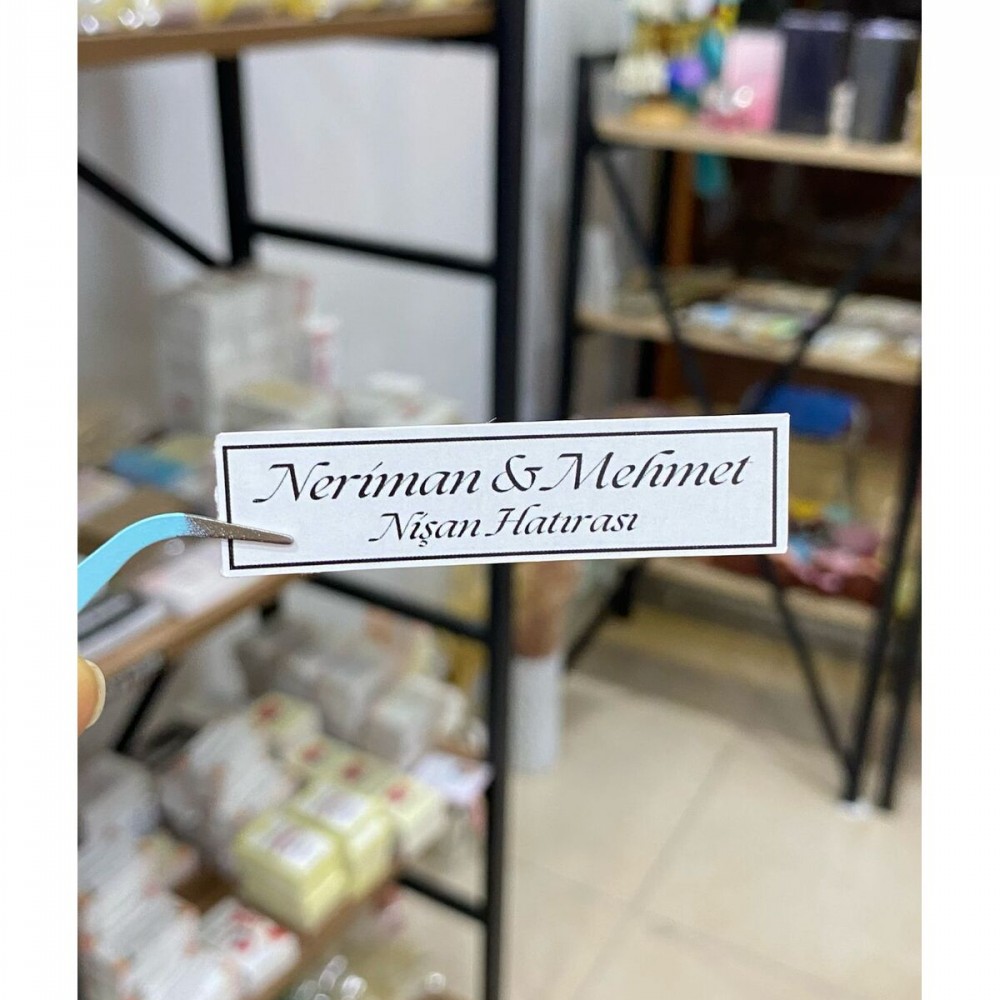 Neriman & Mehmet
Nişan Hatırası